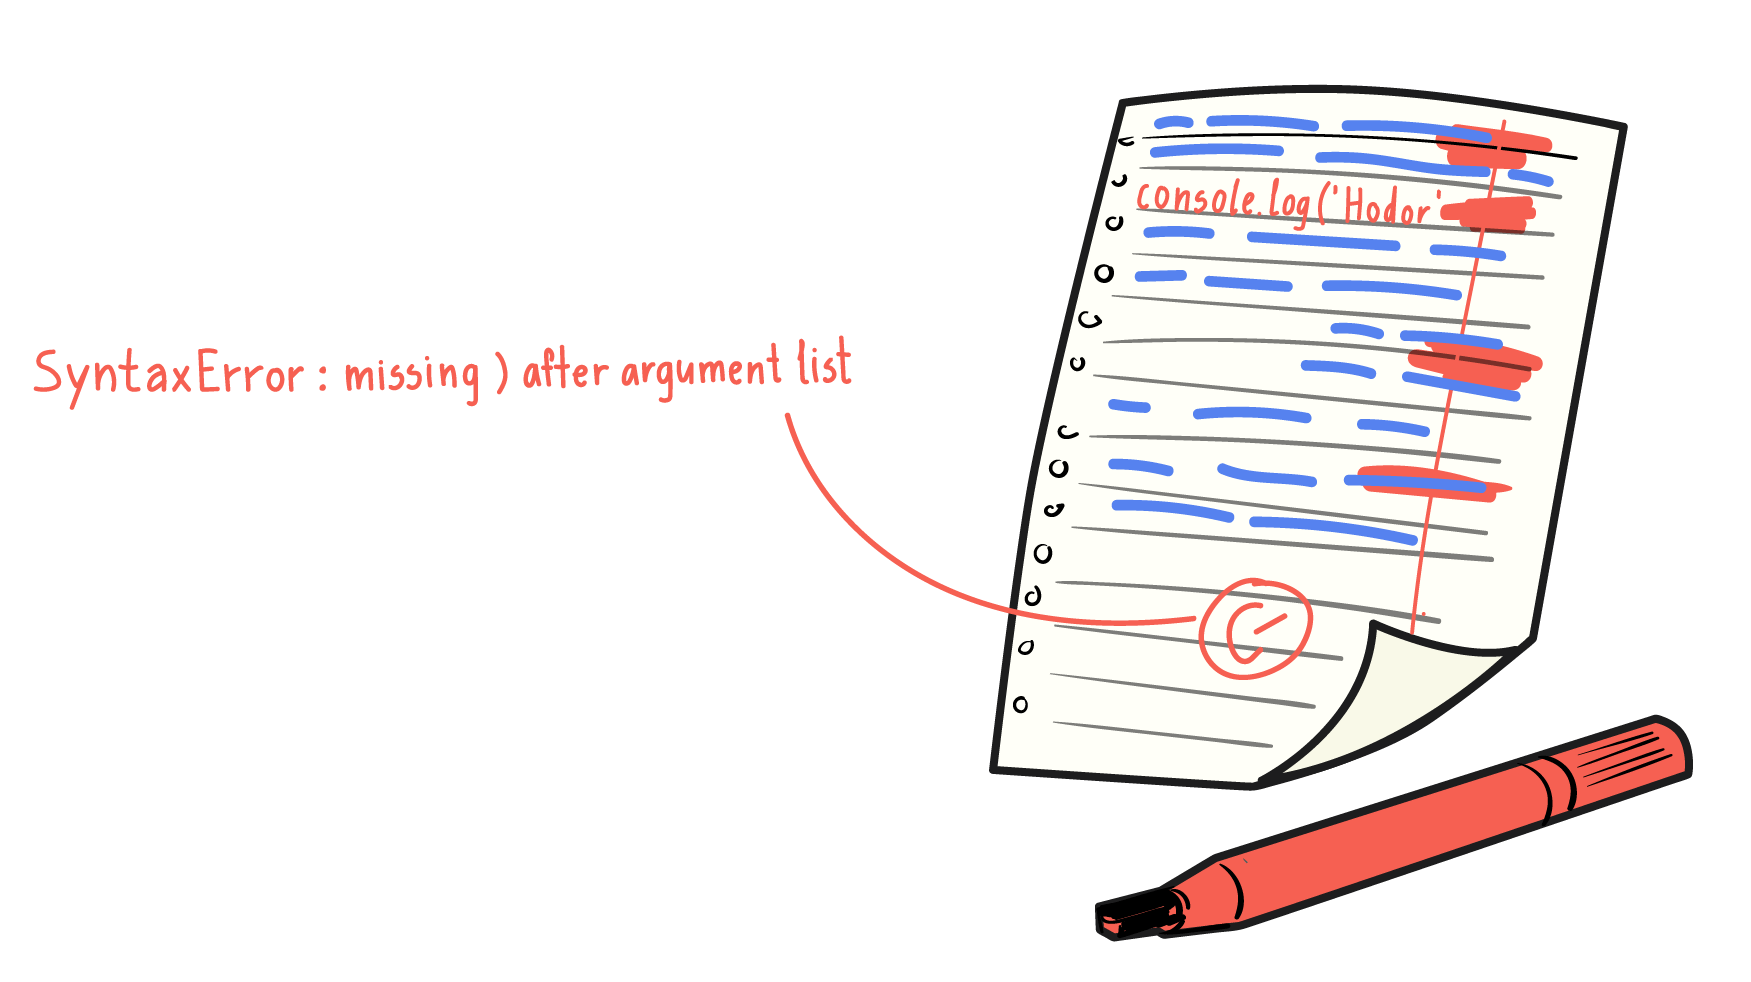 console.log('Hodor'
SyntaxError: missing ) after argument list
C-